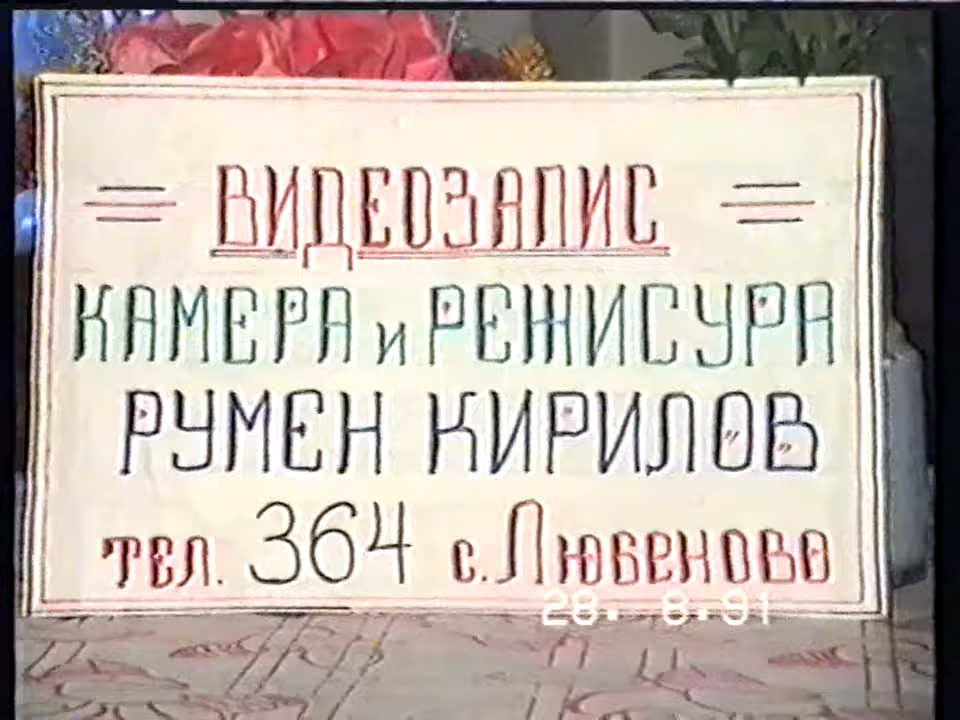 ВИДЕОЗАПИС
КАМЕРА и РЕЖИСУРА
РУМЕН КИРИЛОВ
тел. 364 с. Любеново
28. 8.91